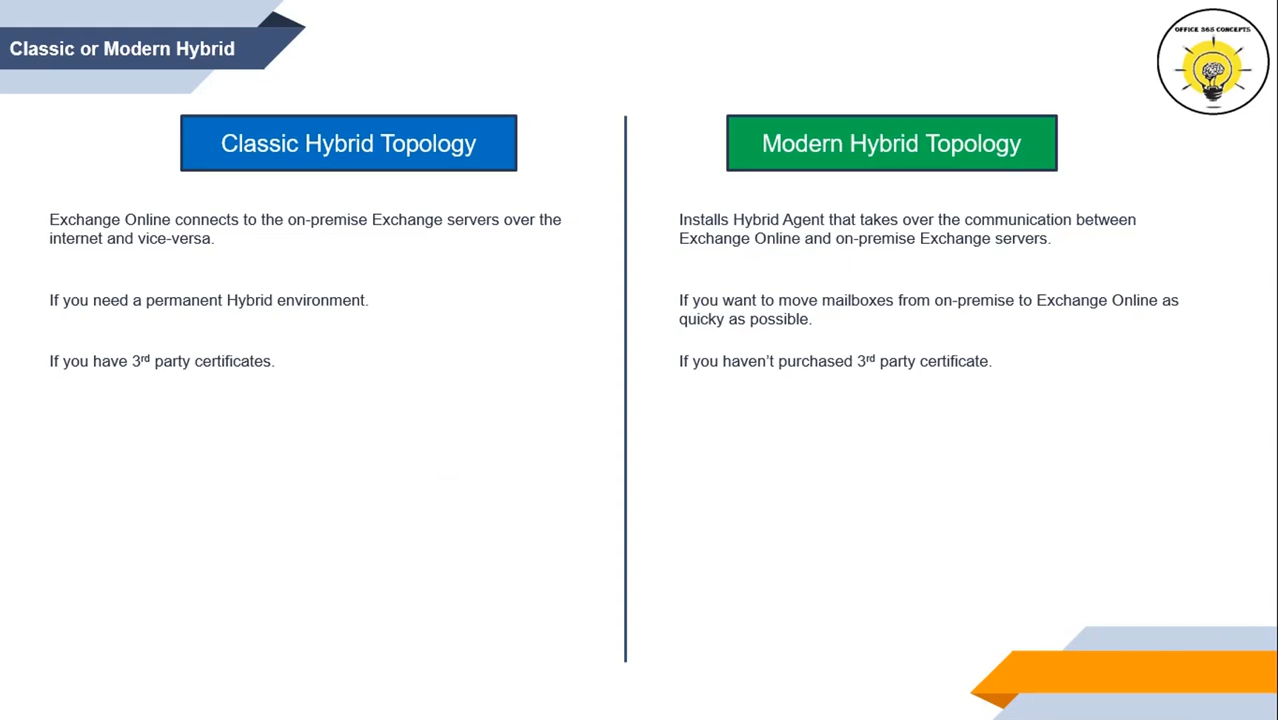 Classic or Modern Hybrid
OFFICE 365 CONCEPTS
Classic Hybrid Topology
Exchange Online connects to the on-premise Exchange servers over the
internet and vice-versa.
If you need a permanent Hybrid environment.
If you have 3rd party certificates.
Modern Hybrid Topology
Installs Hybrid Agent that takes over the communication between
Exchange Online and on-premise Exchange servers.
If you want to move mailboxes from on-premise to Exchange Online as
quicky as possible.
If you haven’t purchased 3rd party certificate.